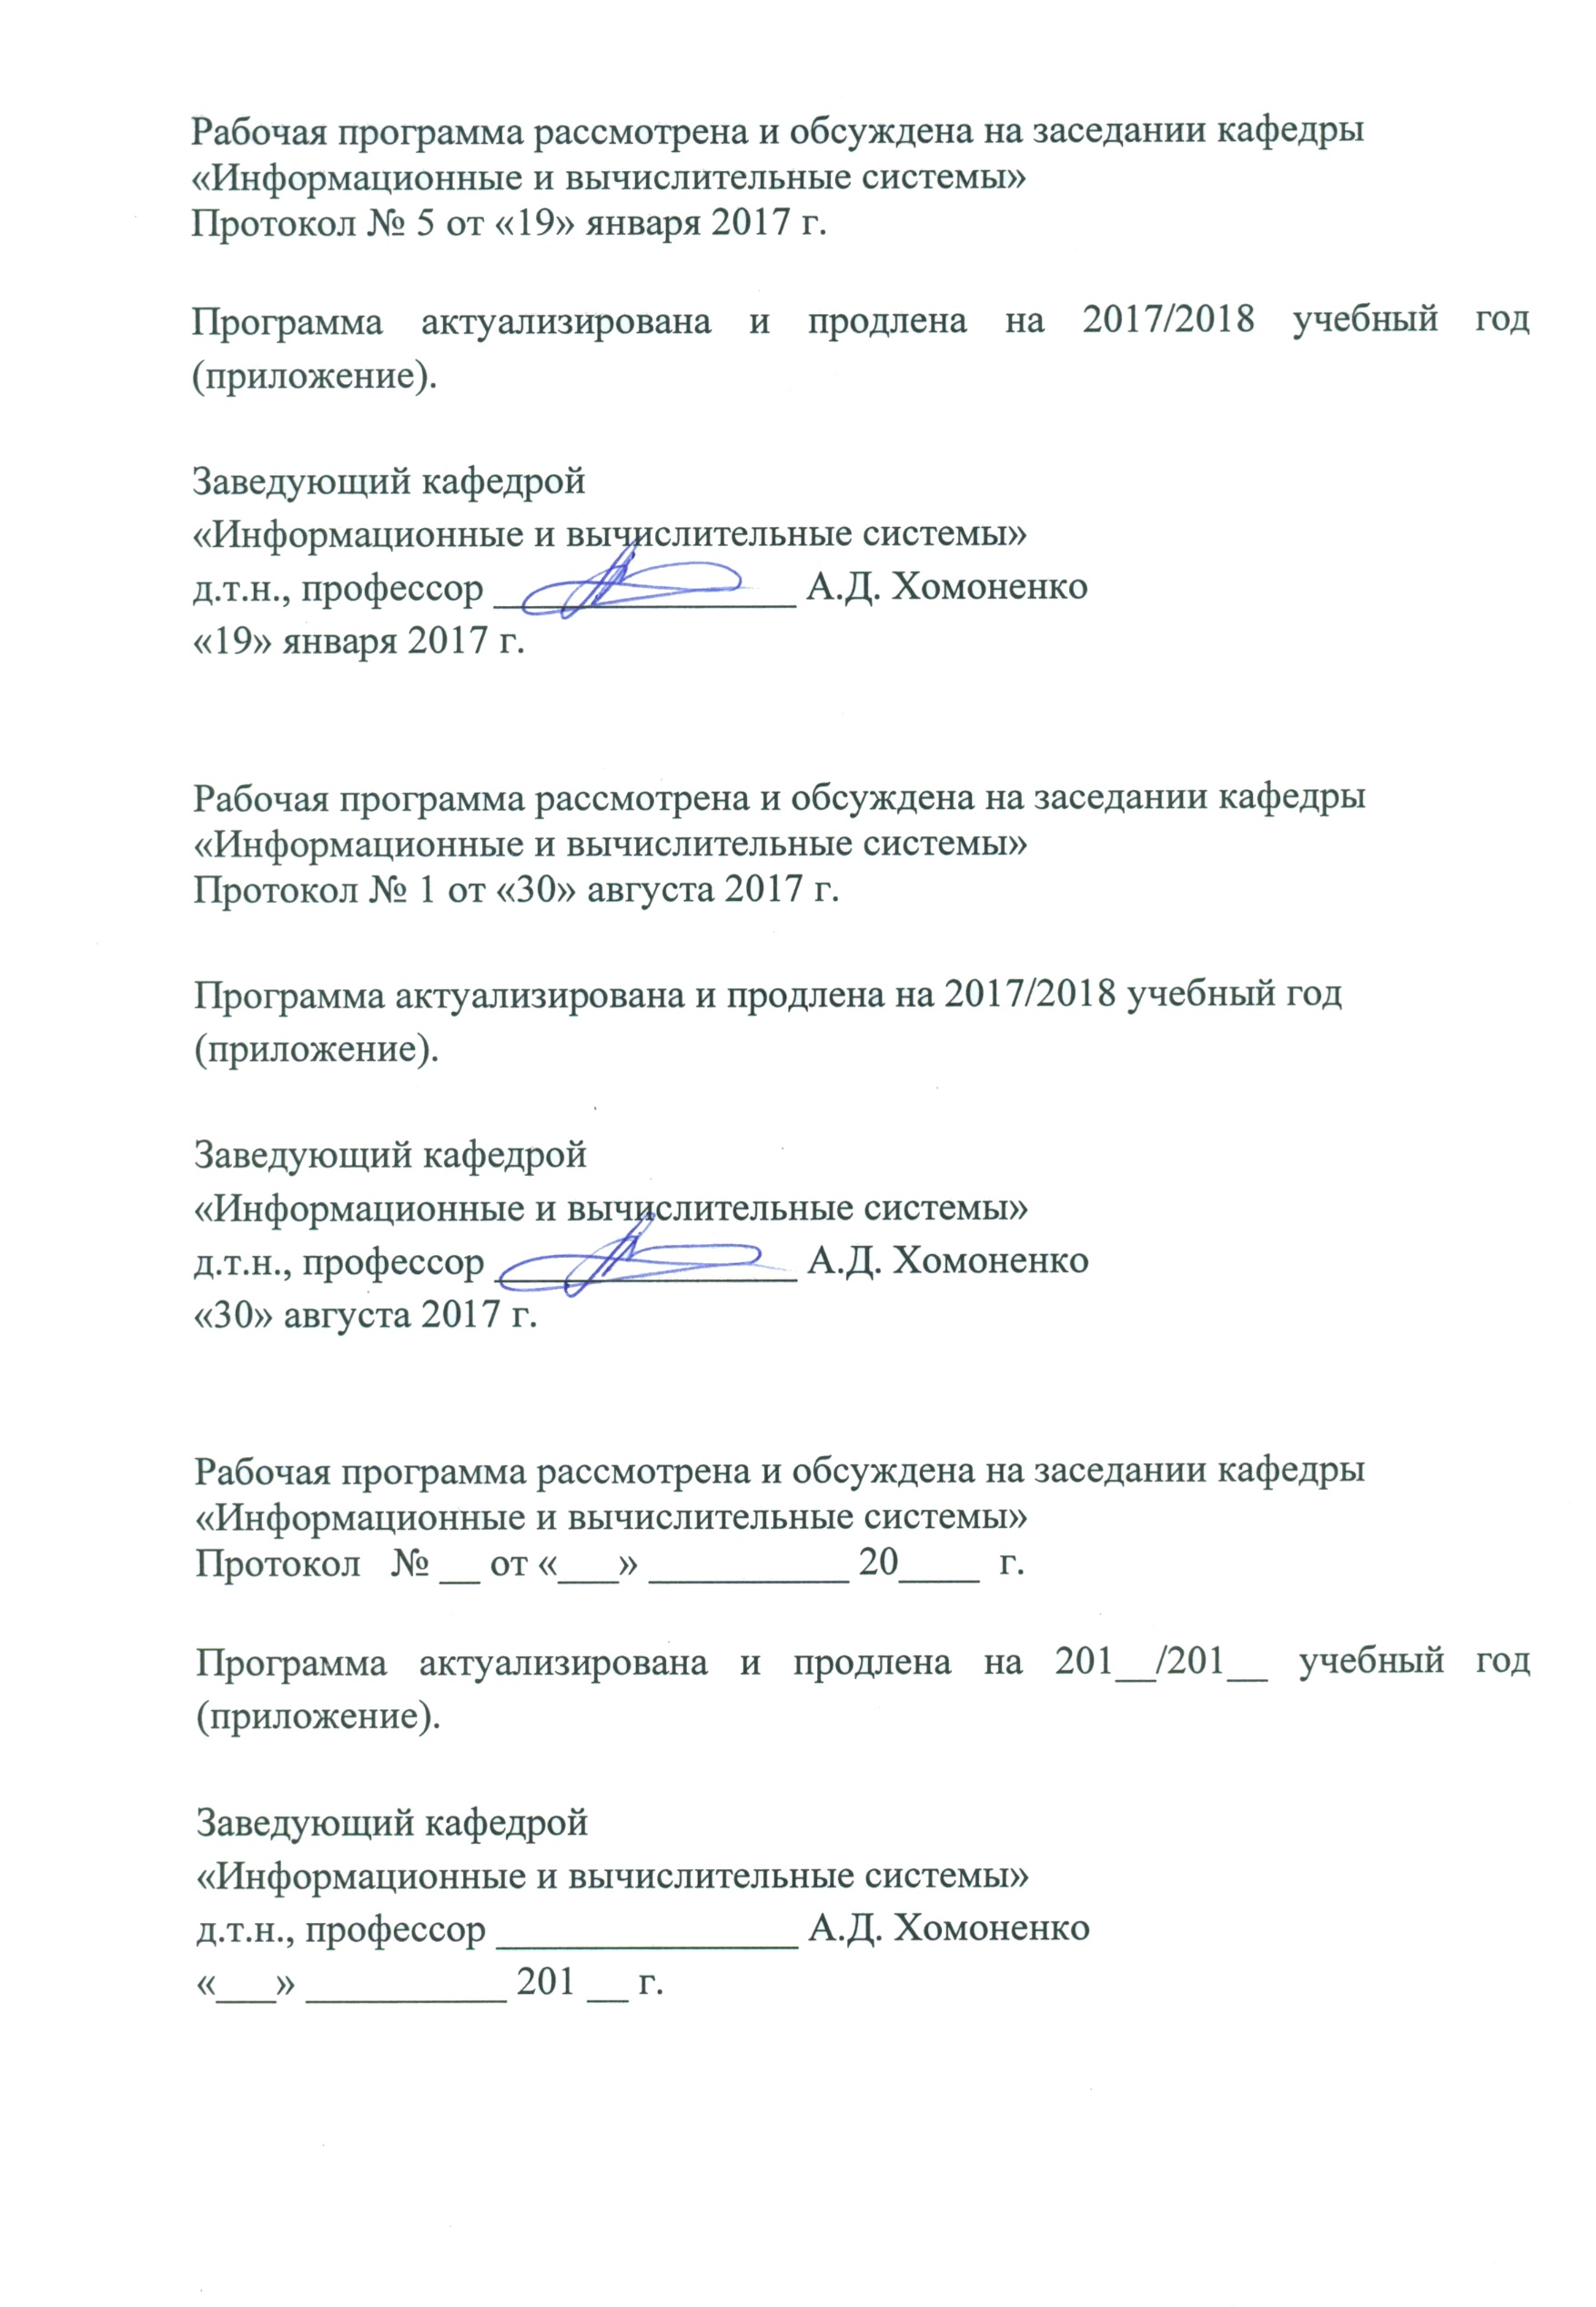 Рабочая программа рассмотрена и обсуждена на заседании кафедры
«Информационные и вычислительные системы»
Протокол № 5 от «19» января 2017 г.
Программа актуализирована и продлена на 2017/2018 учебный год
(приложение).
Заведующий кафедрой
«Информационные и вычислительные системы»
д.т.н., профессор _______________ А.Д. Хомоненко
«19» января 2017 г.
Рабочая программа рассмотрена и обсуждена на заседании кафедры
«Информационные и вычислительные системы»
Протокол № 1 от «30» августа 2017 г.
Программа актуализирована и продлена на 2017/2018 учебный год
(приложение).
Заведующий кафедрой
«Информационные и вычислительные системы»
д.т.н., профессор _______________ А.Д. Хомоненко
«30» августа 2017 г.
Рабочая программа рассмотрена и обсуждена на заседании кафедры
«Информационные и вычислительные системы»
Протокол № __ от «___» __________ 20____ г.
Программа актуализирована и продлена на 201__/201__ учебный год
(приложение).
Заведующий кафедрой
«Информационные и вычислительные системы»
д.т.н., профессор _______________ А.Д. Хомоненко
«___» __________ 201 __ г.